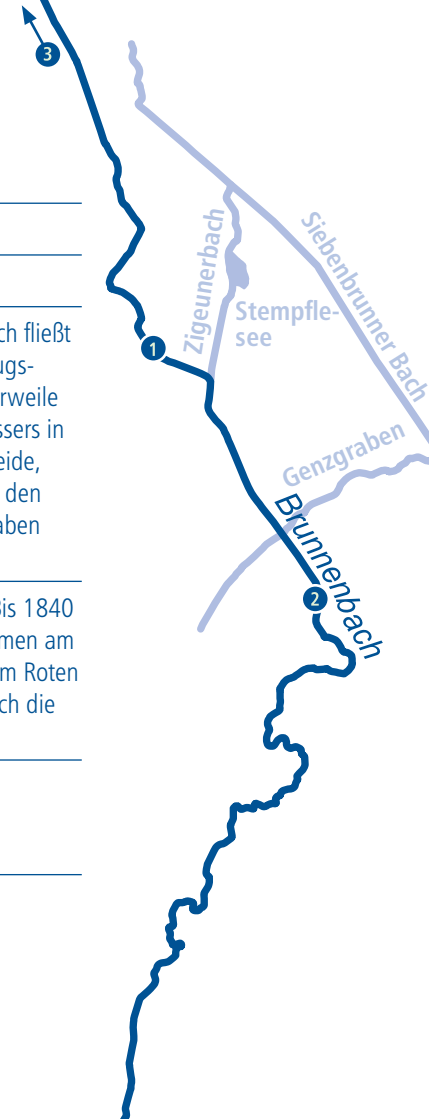 3
Zigeunerbach
Siebenbrunner Bach
Stempfle-
see
1
Genzgraben
Brunnenbach
2
ch fließt
ugs-
rweile
ssers in
eide,
den
aben
Bis 1840
men am
m Roten
ch die